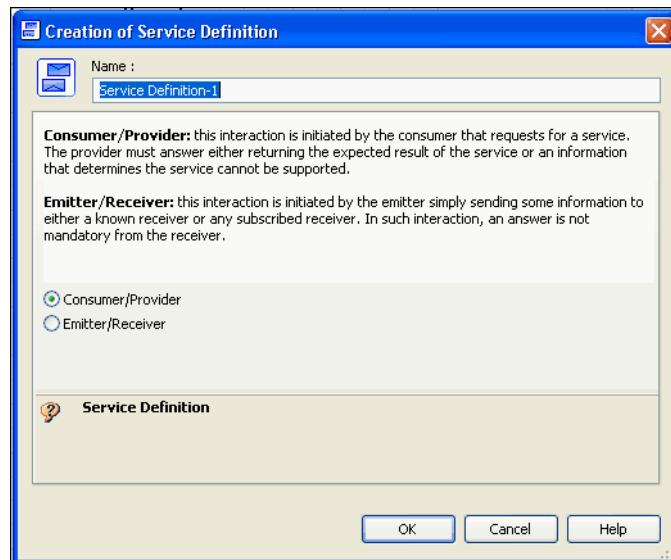 Creation of Service Definition
Name :
Service Definition-1
Consumer/Provider: this interaction is initiated by the consumer that requests for a service.
The provider must answer either returning the expected result of the service or an information
that determines the service cannot be supported.
Emitter/Receiver: this interaction is initiated by the emitter simply sending some information to
either a known receiver or any subscribed receiver. In such interaction, an answer is not
mandatory from the receiver.
Consumer/Provider
Emitter/Receiver
Service Definition
OK Cancel Help